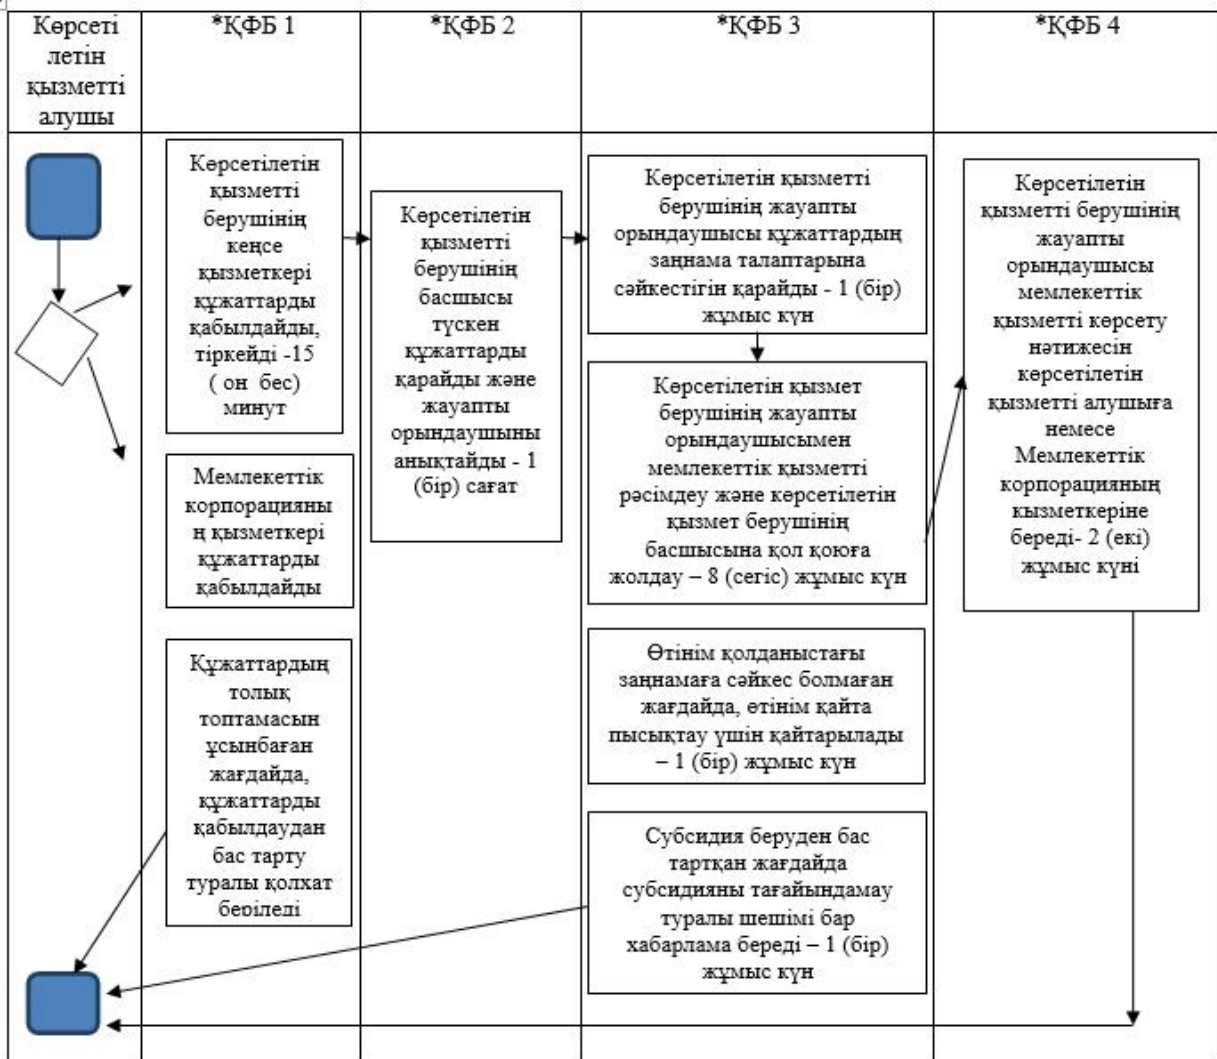 Көрсеті
летін
қызметті
алушы
*ҚФБ 1
*ҚФБ 2
*ҚФБ 3
*ҚФБ 4
Көрсетілетін
қызметті
берушінің
кеңсе
қызметкері
құжаттарды
қабылдайды,
тіркейді -15
( он бес)
минут
Мемлекеттік
корпорацияны
ң қызметкері
құжаттарды
қабылдайды
Құжаттардың
толық
топтамасын
ұсынбаған
жағдайда,
құжаттарды
қабылдаудан
бас тарту
туралы қолхат
беріледі
Көрсетілетін
қызметті
берушінің
басшысы
түскен
құжаттарды
қарайды және
жауапты
орындаушыны
анықтайды - 1
(бір) сағат
Көрсетілетін қызметті
берушінің жауапты
орындаушысы құжаттардың
заңнама талаптарына
сәйкестігін қарайды - 1 (бір)
жұмыс күн
Көрсетілетін қызмет
берушінің жауапты
орындаушысымен
мемлекеттік қызметті
рәсімдеу және көрсетілетін
қызмет берушінің
басшысына қол қоюға
жолдау – 8 (сегіс) жұмыс күн
Өтінім қолданыстағы
заңнамаға сәйкес болмаған
жағдайда, өтінім қайта
пысықтау үшін қайтарылады
– 1 (бір) жұмыс күн
Субсидия беруден бас
тартқан жағдайда
субсидияны тағайындамау
туралы шешімі бар
хабарлама береді – 1 (бір)
жұмыс күн
Көрсетілетін
қызметті берушінің
жауапты
орындаушысы
мемлекеттік
қызметті көрсету
нәтижесін
көрсетілетін
қызметті алушыға
немесе
Мемлекеттік
корпорацияның
кызметкеріне
береді- 2 (екі)
жұмыс күні